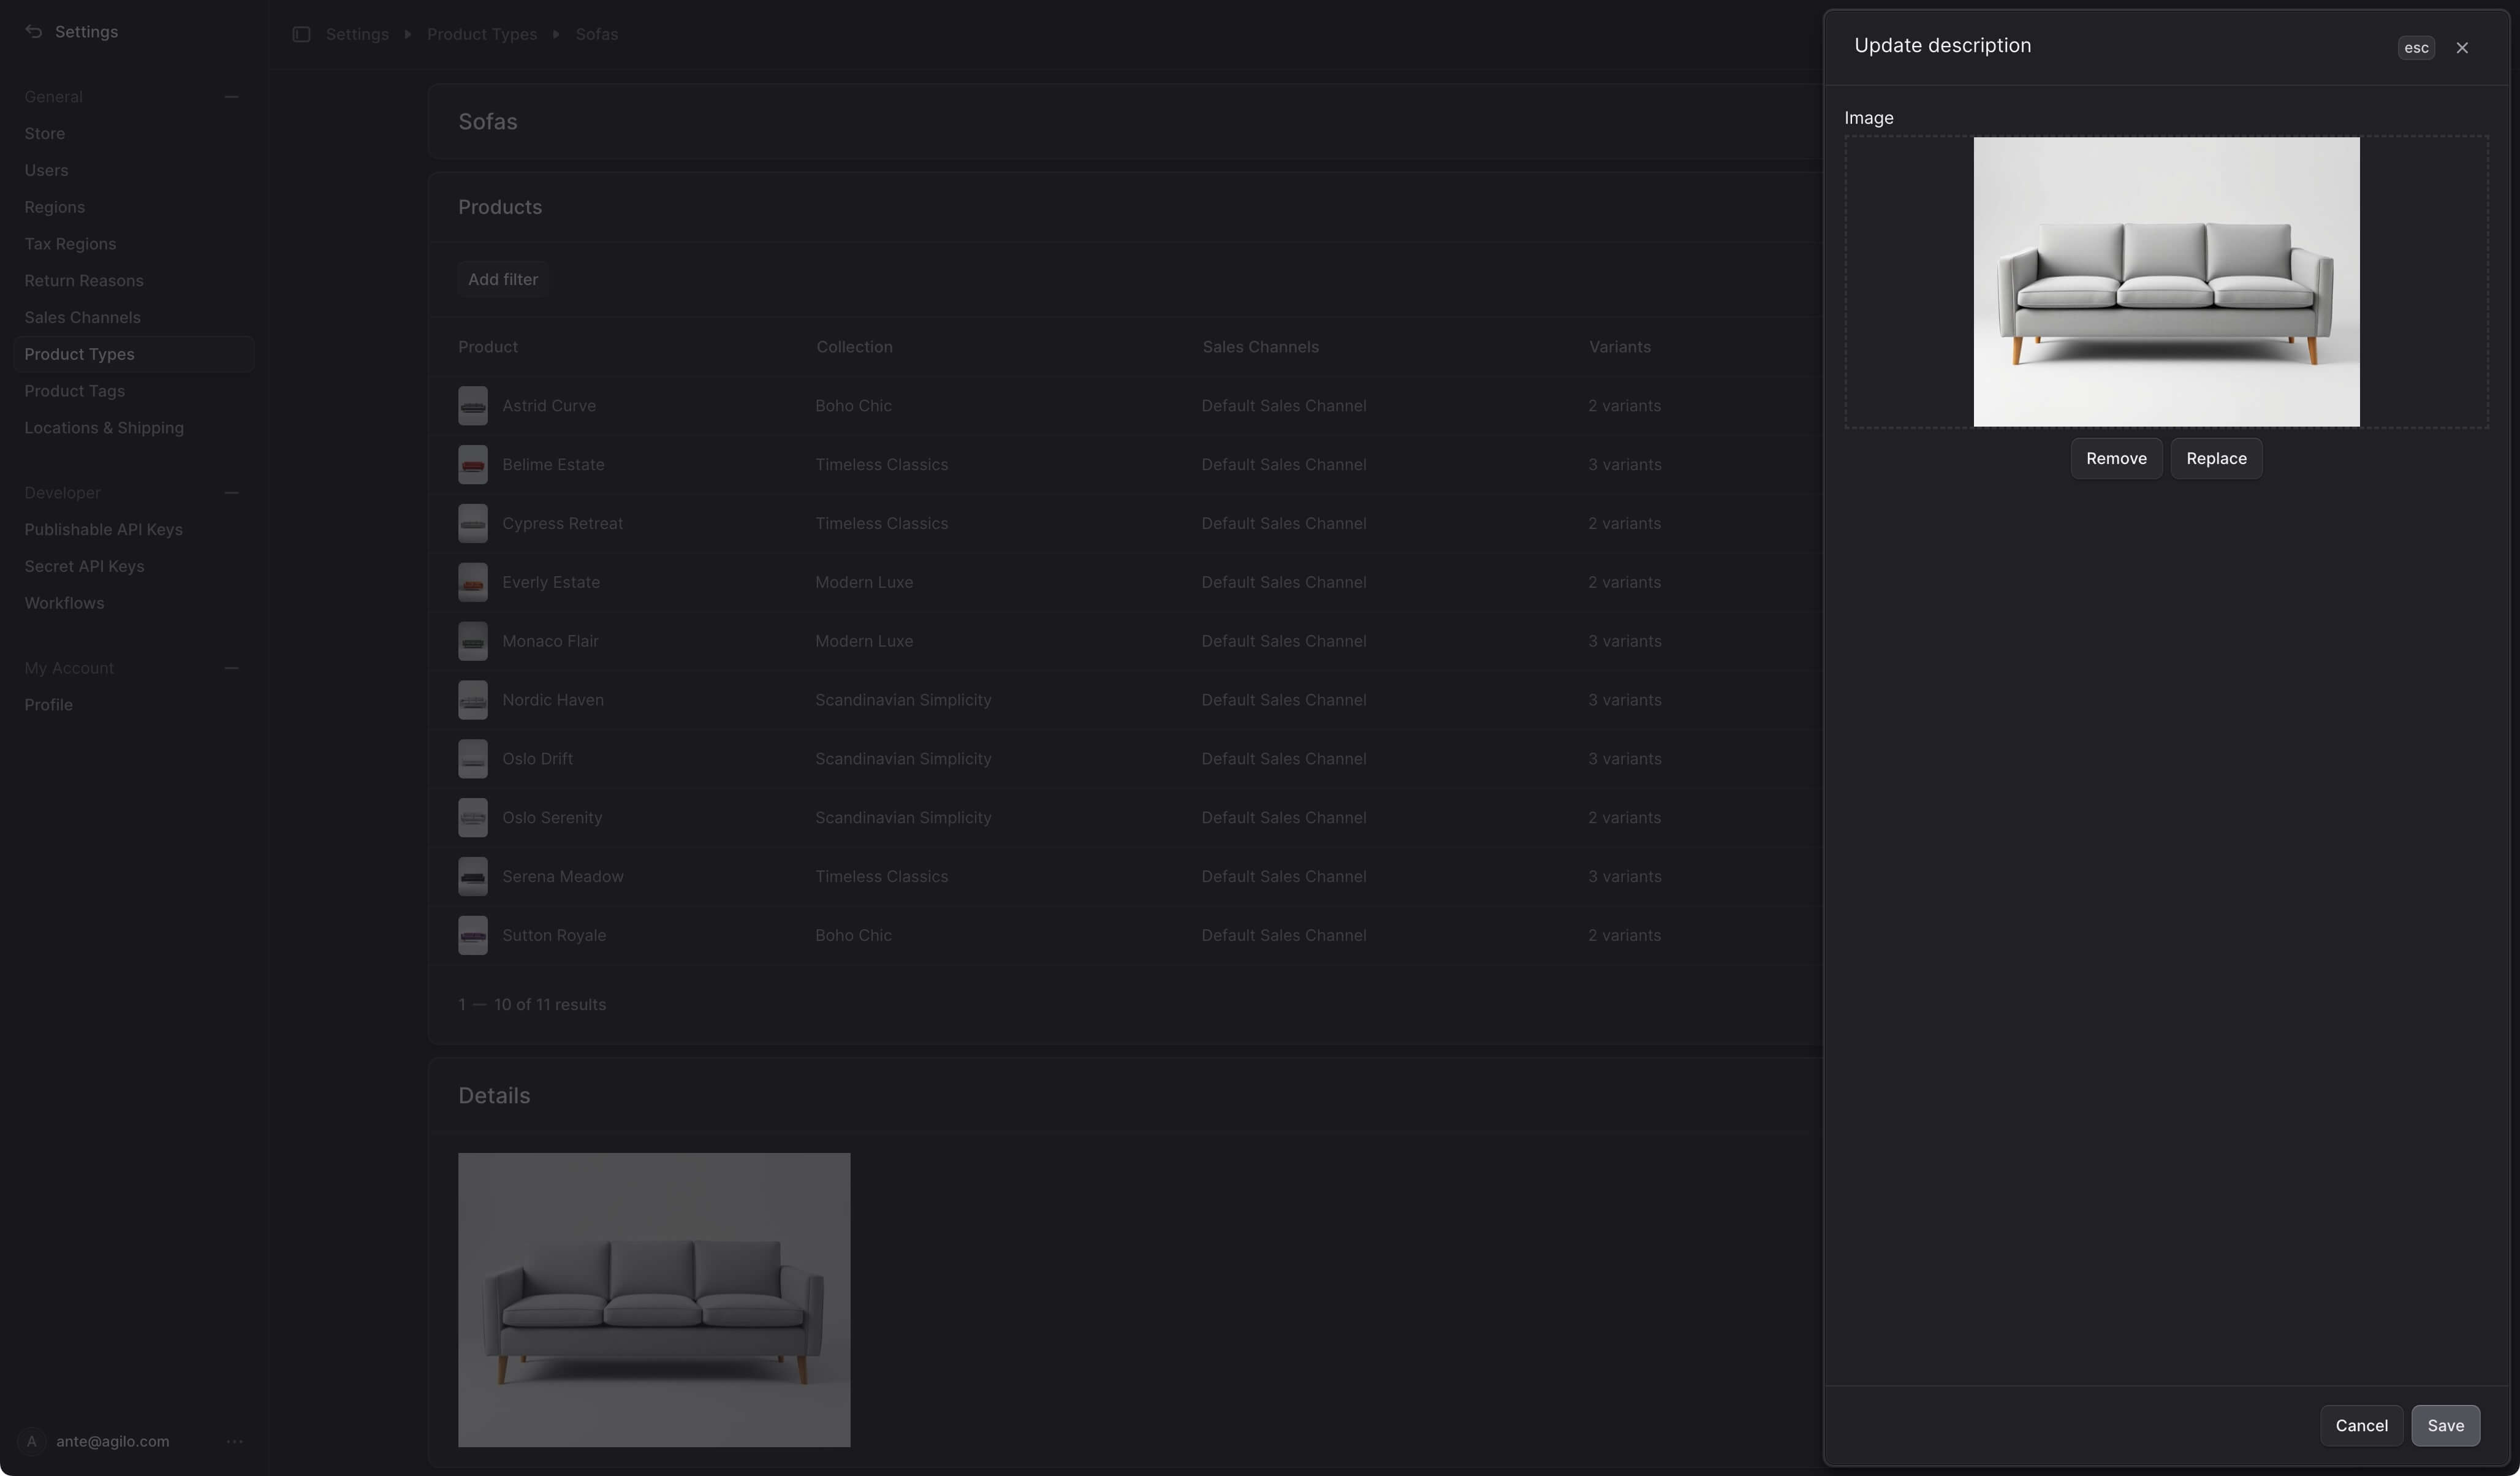 Settings
General
Store
Users
Regions
Tax Regions
Return Reasons
Sales Channels
Product Types
Product Tags
Locations & Shipping
Developer
Publishable API Keys
Secret API Keys
Workflows
My Account
Profile
A ante@agilo.com
Settings Product Types Sofas
Sofas
Products
Add filter
Product Collection Sales Channels Variants
Astrid Curve Boho Chic Default Sales Channel 2 variants
Belime Estate Timeless Classics Default Sales Channel 3 variants
Cypress Retreat Timeless Classics Default Sales Channel 2 variants
Everly Estate Modern Luxe Default Sales Channel 2 variants
Monaco Flair Modern Luxe Default Sales Channel 3 variants
Nordic Haven Scandinavian Simplicity Default Sales Channel 3 variants
Oslo Drift Scandinavian Simplicity Default Sales Channel 3 variants
Oslo Serenity Scandinavian Simplicity Default Sales Channel 2 variants
Serena Meadow Timeless Classics Default Sales Channel 3 variants
Sutton Royale Boho Chic Default Sales Channel 2 variants
1 — 10 of 11 results
Details
Update description esc
Image
Remove Replace
Cancel Save